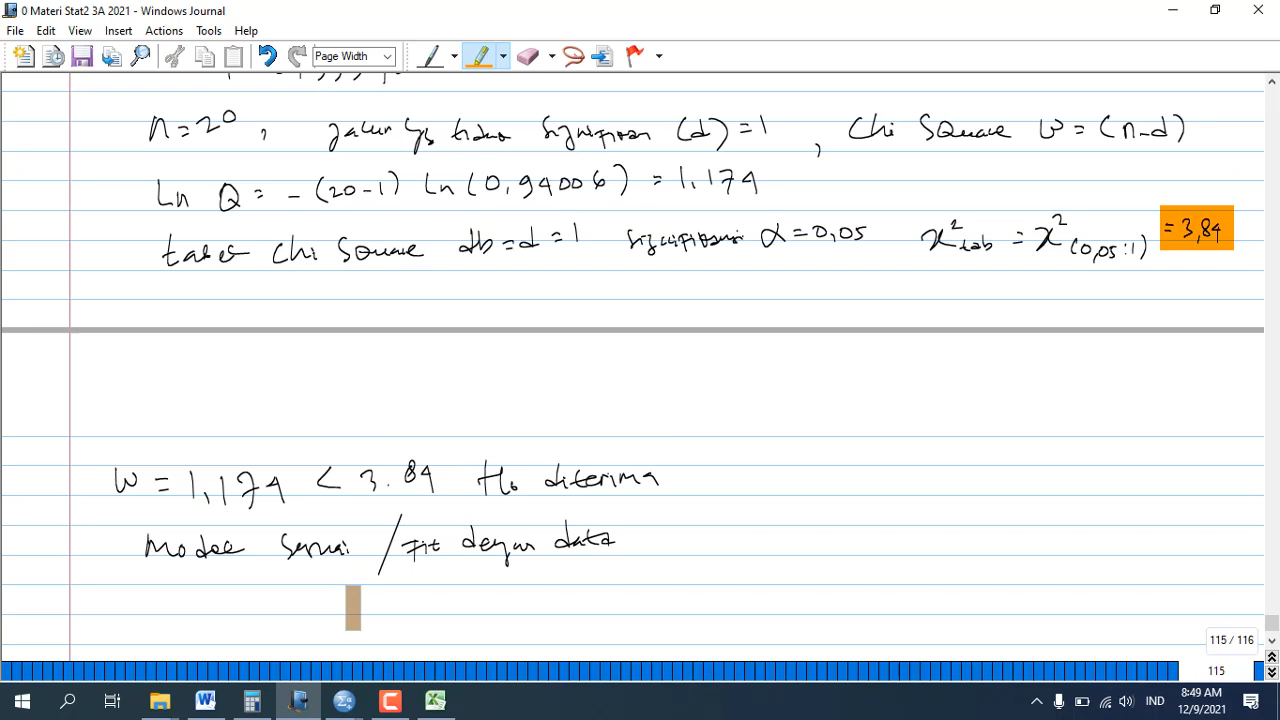 0 Materi Stat2 3A 2021 - Windows Journal
File Edit View Insert Actions Tools Help
Page Width
n = 20, jalur yg tidak signifikan (d) = 1, Chi Square W = (n-d)
Ln Q = -(20-1) Ln(0,94006) = 1,174
tabel Chi Square db = d = 1 signifikansi α = 0,05 x²tab = x²(0,05:1) = 3,84
W = 1,174 < 3.84 Ho diterima
Model sesuai / Fit dengan data
115 / 116
115
IND
8:49 AM
12/9/2021